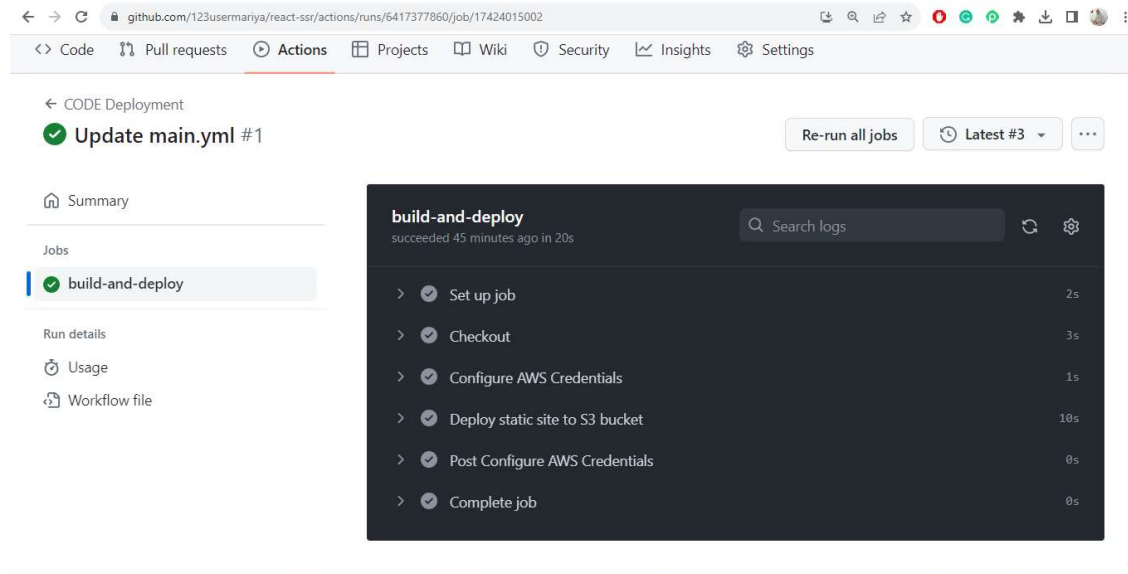 github.com/123usermariya/react-ssr/actions/runs/6417377860/job/17424015002
Code Pull requests Actions Projects Wiki Security Insights Settings
CODE Deployment
Update main.yml #1
Re-run all jobs Latest #3
Summary
Jobs
build-and-deploy
Run details
Usage
Workflow file
build-and-deploy
succeeded 45 minutes ago in 20s
Search logs
Set up job 2s
Checkout 3s
Configure AWS Credentials 1s
Deploy static site to S3 bucket 10s
Post Configure AWS Credentials 0s
Complete job 0s